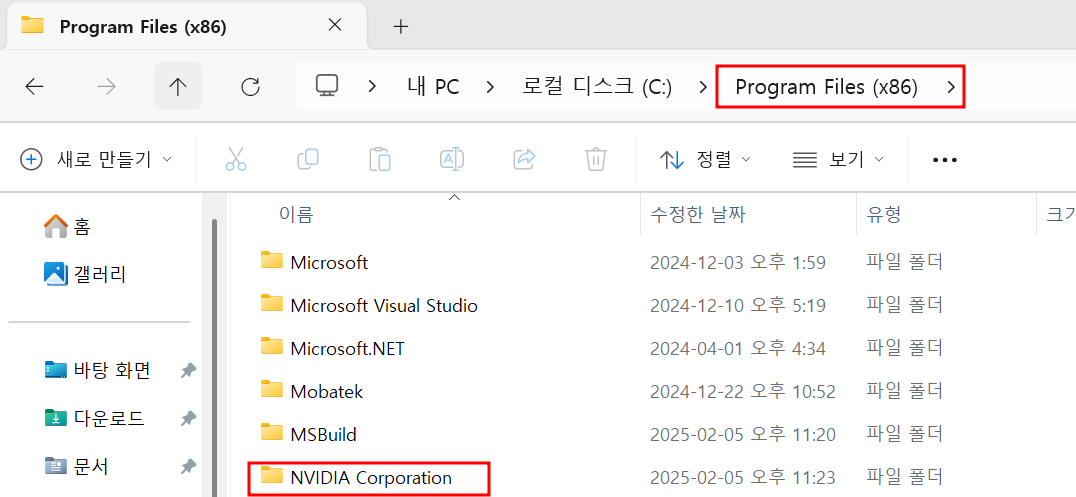 Program Files (x86)
내 PC 로컬 디스크 (C:) Program Files (x86)
새로 만들기 정렬 보기
이름 수정한 날짜 유형 크기
홈
갤러리
바탕 화면
다운로드
문서
Microsoft 2024-12-03 오후 1:59 파일 폴더
Microsoft Visual Studio 2024-12-10 오후 5:19 파일 폴더
Microsoft.NET 2024-04-01 오후 4:34 파일 폴더
Mobatek 2024-12-22 오후 10:52 파일 폴더
MSBuild 2025-02-05 오후 11:20 파일 폴더
NVIDIA Corporation 2025-02-05 오후 11:23 파일 폴더